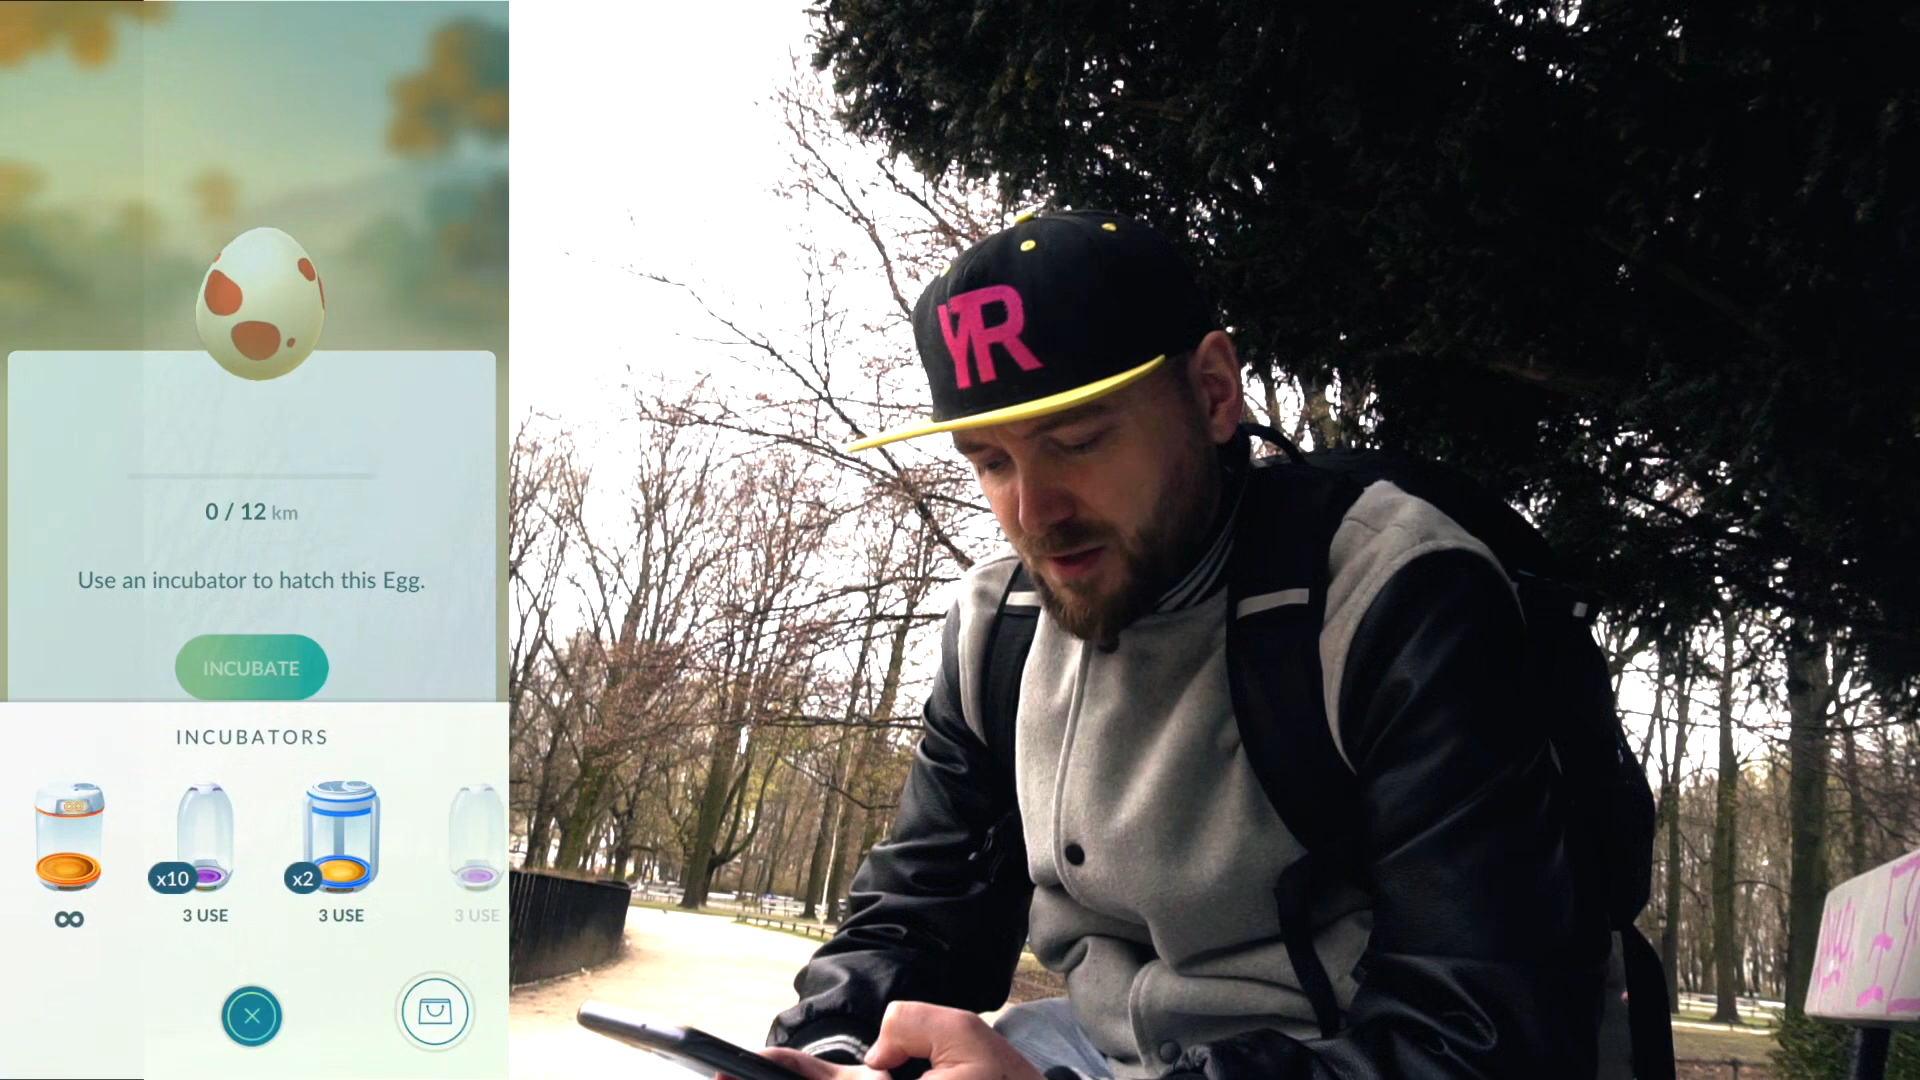 0 / 12 km
Use an incubator to hatch this Egg.
INCUBATE
INCUBATORS
∞
x10
x2
∞
3 USE
3 USE
3 USE
YR